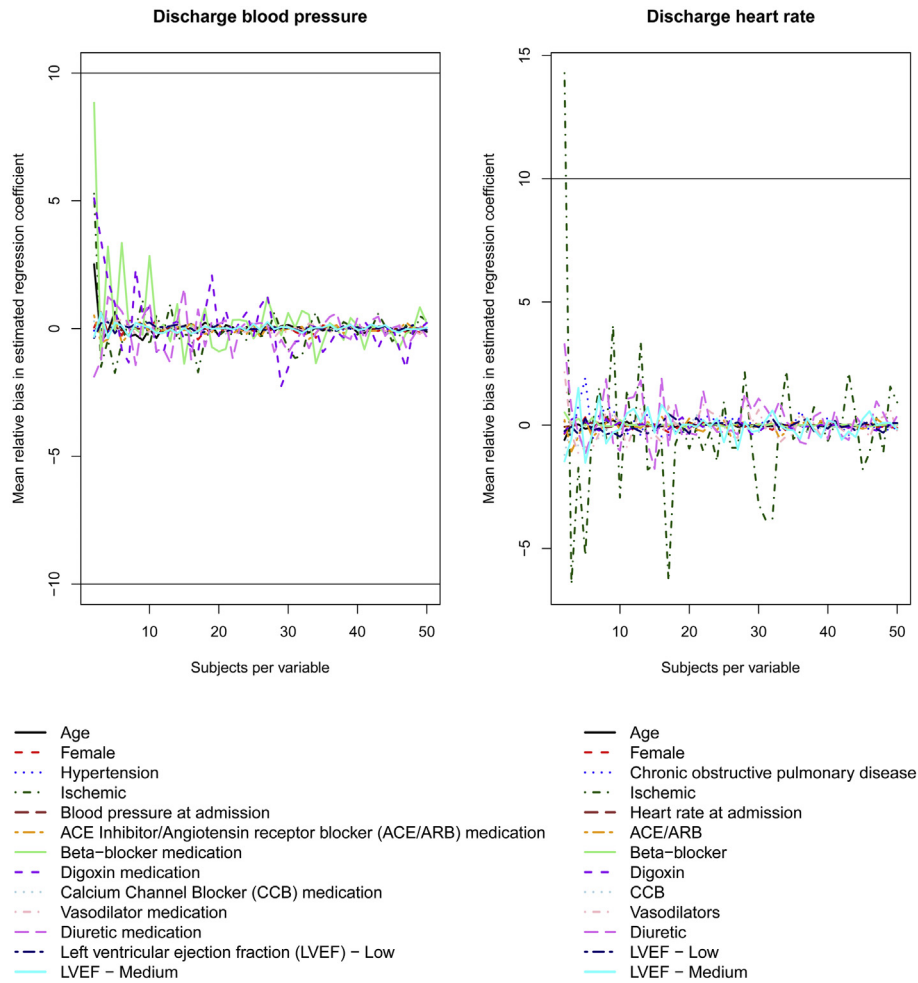 Discharge blood pressure
Mean relative bias in estimated regression coefficient
10
5
0
−5
−10
10 20 30 40 50
Subjects per variable
Discharge heart rate
Mean relative bias in estimated regression coefficient
15
10
5
0
−5
10 20 30 40 50
Subjects per variable
Age
Female
Hypertension
Ischemic
Blood pressure at admission
ACE Inhibitor/Angiotensin receptor blocker (ACE/ARB) medication
Beta−blocker medication
Digoxin medication
Calcium Channel Blocker (CCB) medication
Vasodilator medication
Diuretic medication
Left ventricular ejection fraction (LVEF) − Low
LVEF − Medium
Age
Female
Chronic obstructive pulmonary disease
Ischemic
Heart rate at admission
ACE/ARB
Beta−blocker
Digoxin
CCB
Vasodilators
Diuretic
LVEF − Low
LVEF − Medium